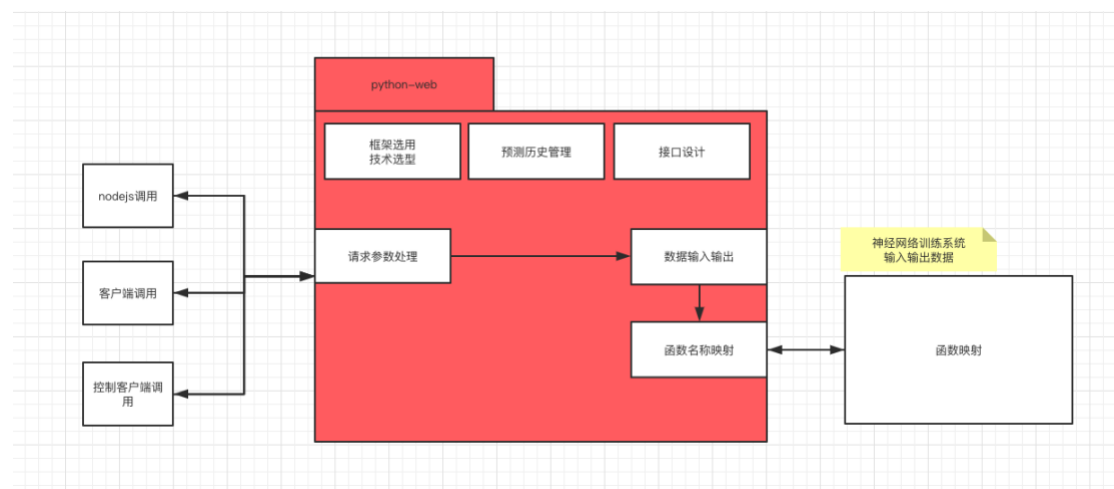 python-web
框架选用
技术选型
预测历史管理
接口设计
nodejs调用
请求参数处理
数据输入输出
神经网络训练系统
输入输出数据
客户端调用
函数名称映射
函数映射
控制客户端调
用